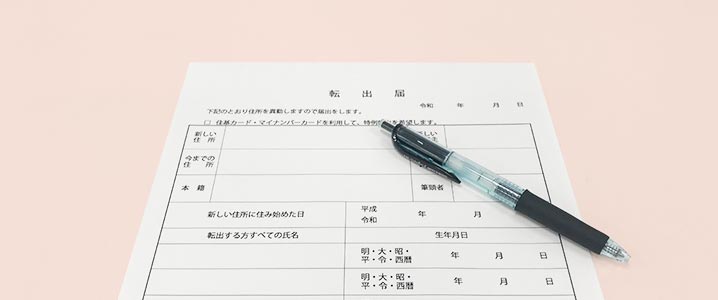 転出届
令和 年 月 日
下記のとおり住所を異動しますので届出をします。
□ 住基カード・マイナンバーカードを利用して、特例 を希望します。
新しい
住 所
今までの
住 所
本 籍
筆頭者
新しい住所に住み始めた日
平成
令和
年 月
転出する方すべての氏名
生年月日
明・大・昭・
平・令・西暦
年 月 日
明・大・昭・
平・令・西暦
年 月 日